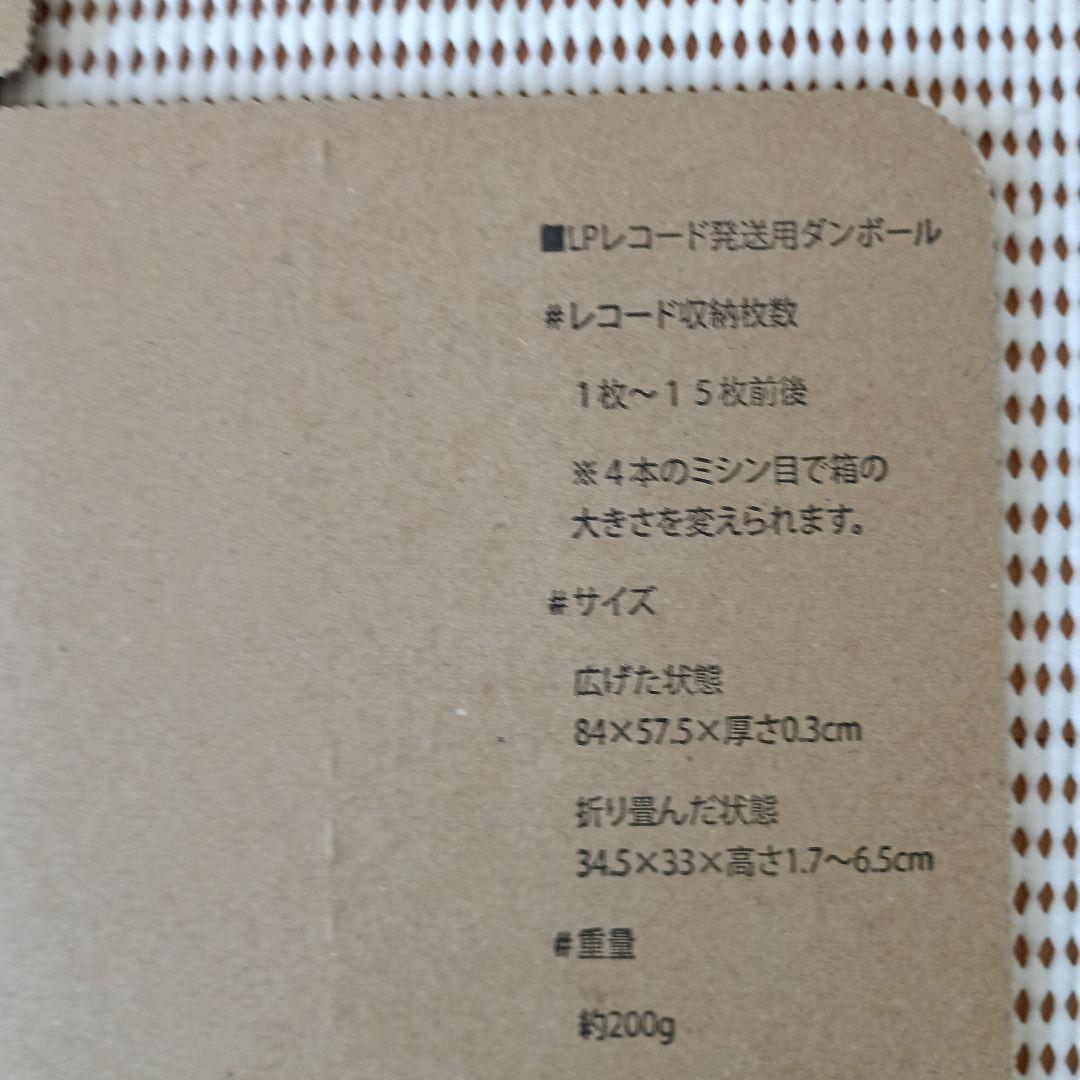 ■LPレコード発送用ダンボール
#レコード収納枚数
1枚～１５枚前後
※4本のミシン目で箱の
大きさを変えられます。
#サイズ
広げた状態
84×57.5×厚さ0.3cm
折り畳んだ状態
34.5×33×高さ1.7～6.5cm
#重量
約200g